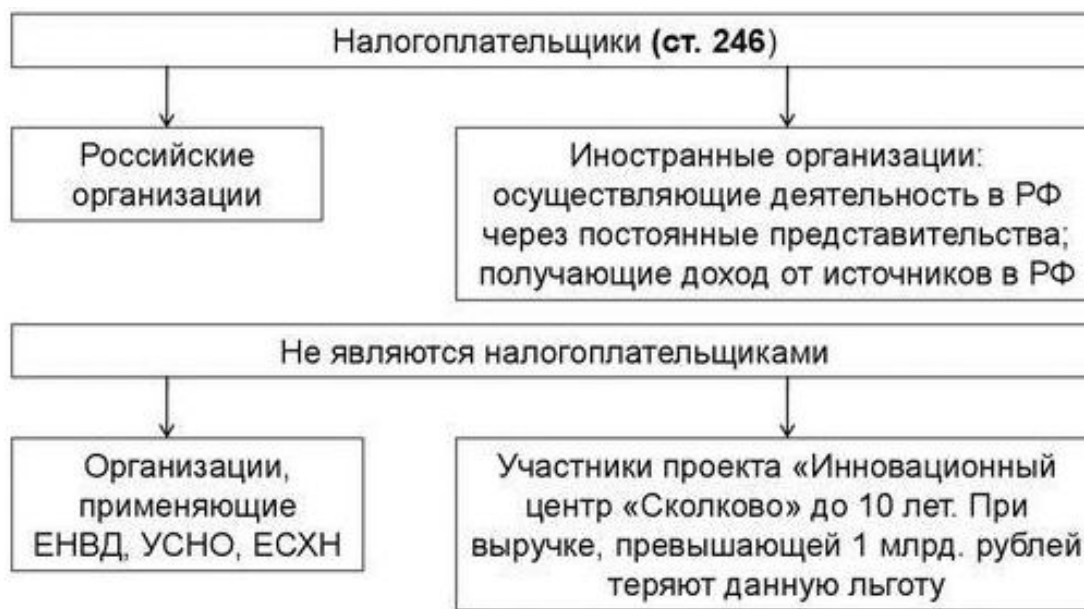 Налогоплательщики (ст. 246)
Российские
организации
Иностранные организации:
осуществляющие деятельность в РФ
через постоянные представительства;
получающие доход от источников в РФ
Не являются налогоплательщиками
Организации,
применяющие
ЕНВД, УСНО, ЕСХН
Участники проекта «Инновационный
центр «Сколково» до 10 лет. При
выручке, превышающей 1 млрд. рублей
теряют данную льготу